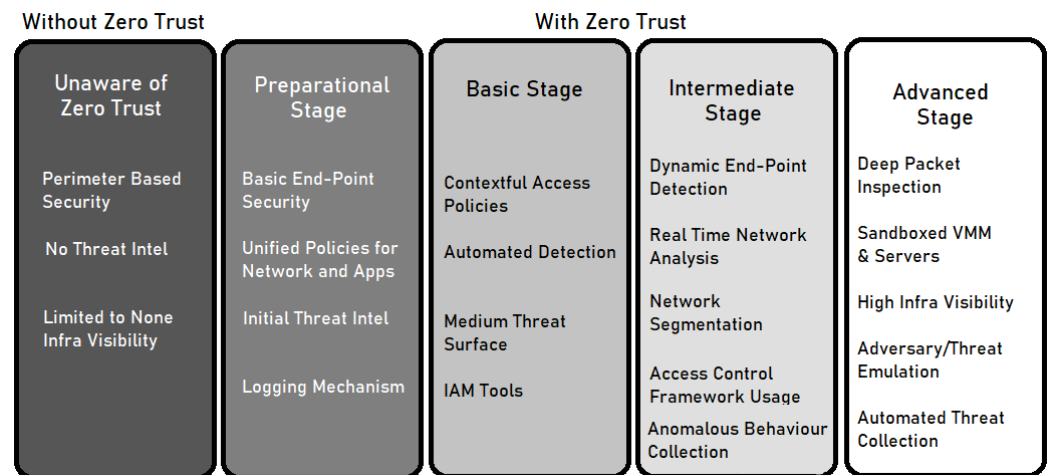 Without Zero Trust
With Zero Trust
Unaware of
Zero Trust
Perimeter Based
Security
No Threat Intel
Limited to None
Infra Visibility
Preparational
Stage
Basic End-Point
Security
Unified Policies for
Network and Apps
Initial Threat Intel
Logging Mechanism
Basic Stage
Contextful Access
Policies
Automated Detection
Medium Threat
Surface
IAM Tools
Intermediate
Stage
Dynamic End-Point
Detection
Real Time Network
Analysis
Network
Segmentation
Access Control
Framework Usage
Anomalous Behaviour
Collection
Advanced
Stage
Deep Packet
Inspection
Sandboxed VMM
& Servers
High Infra Visibility
Adversary/Threat
Emulation
Automated Threat
Collection